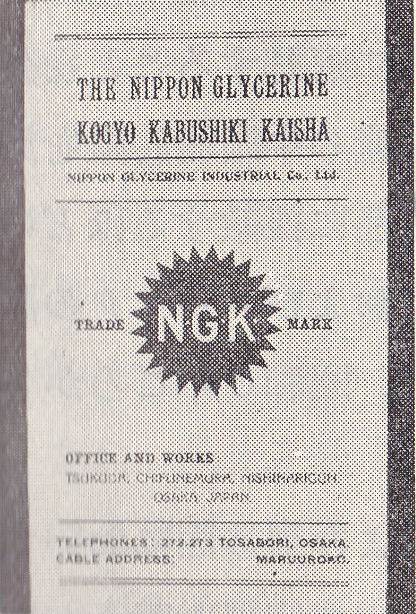 THE NIPPON GLYCERINE
KOGYO KABUSHIKI KAISHA
NIPPON GLYCERINE INDUSTRIAL Co., Ltd.
TRADE NGK MARK
OFFICE AND WORKS
TSUKUDA, CHIFUNEMURA, NISHINARIGUN,
OSAKA JAPAN
TELEPHONES: 272.273 TOSABORI, OSAKA
CABLE ADDRESS: